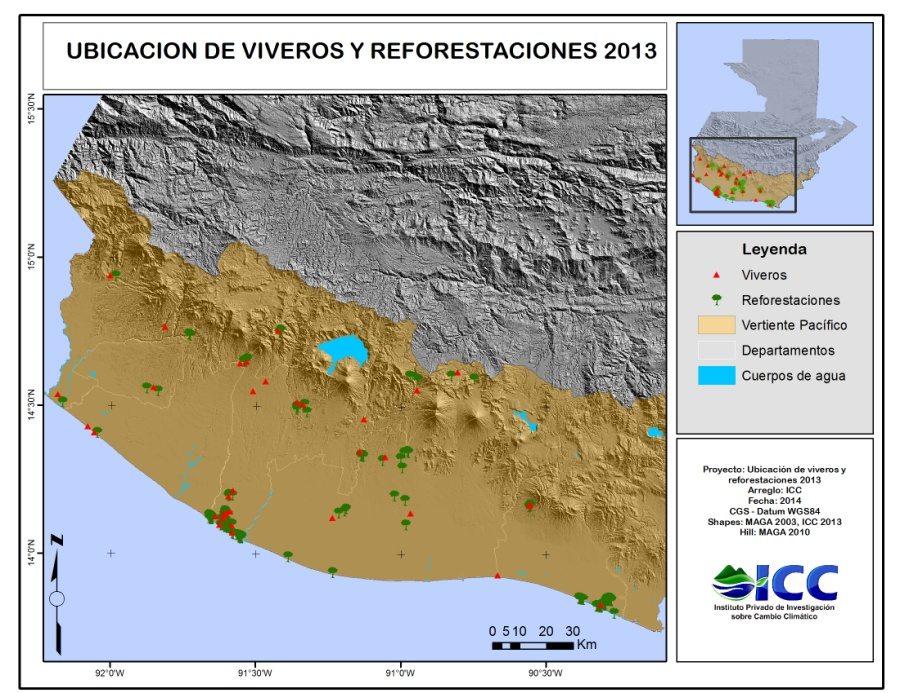 UBICACION DE VIVEROS Y REFORESTACIONES 2013
15°30'N
15°0'N
14°30'N
14°0'N
92°0'W
91°30'W
91°0'W
90°30'W
N
0 5 10 20 30
Km
Leyenda
Viveros
Reforestaciones
Vertiente Pacífico
Departamentos
Cuerpos de agua
Proyecto: Ubicación de viveros y
reforestaciones 2013
Arreglo: ICC
Fecha: 2014
CGS - Datum WGS84
Shapes: MAGA 2003, ICC 2013
Hill: MAGA 2010
ICC
Instituto Privado de Investigación
sobre Cambio Climático